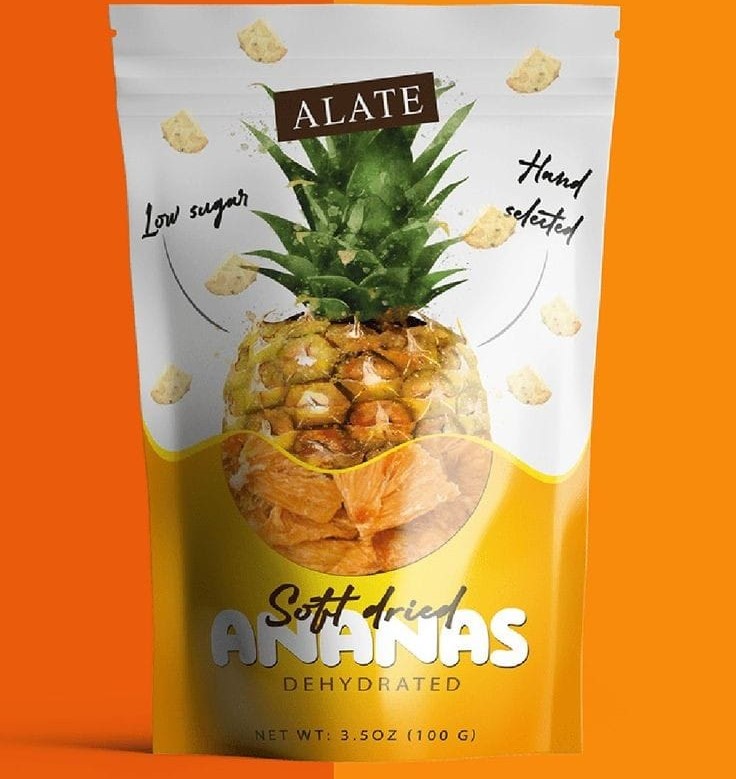 ALATE
Low sugar
Hand
selected
Soft dried
ANANAS
DEHYDRATED
NET WT: 3.5OZ (100 G)